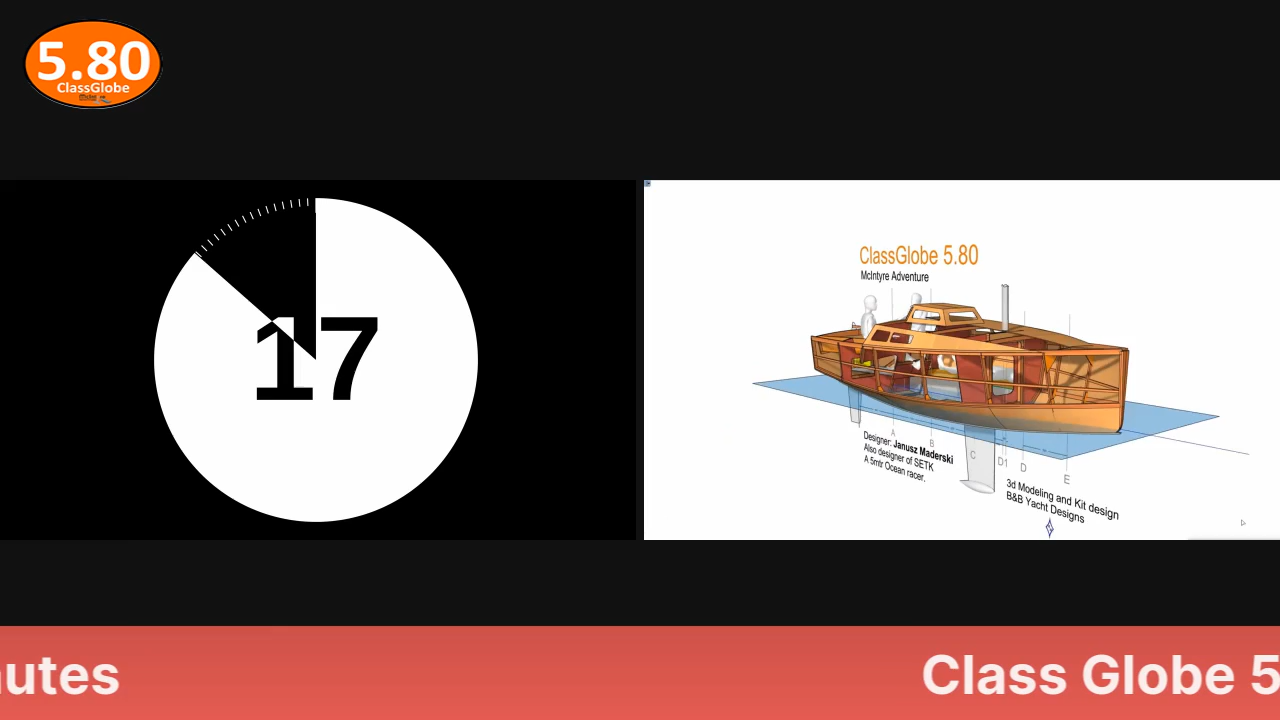 5.80
ClassGlobe
17
ClassGlobe 5.80
McIntyre Adventure
A
B
C
D1
D
E
Designer: Janusz Maderski
Also designer of SETK
A 5mtr Ocean racer.
3d Modeling and Kit design
B&B Yacht Designs
utes
Class Globe 5